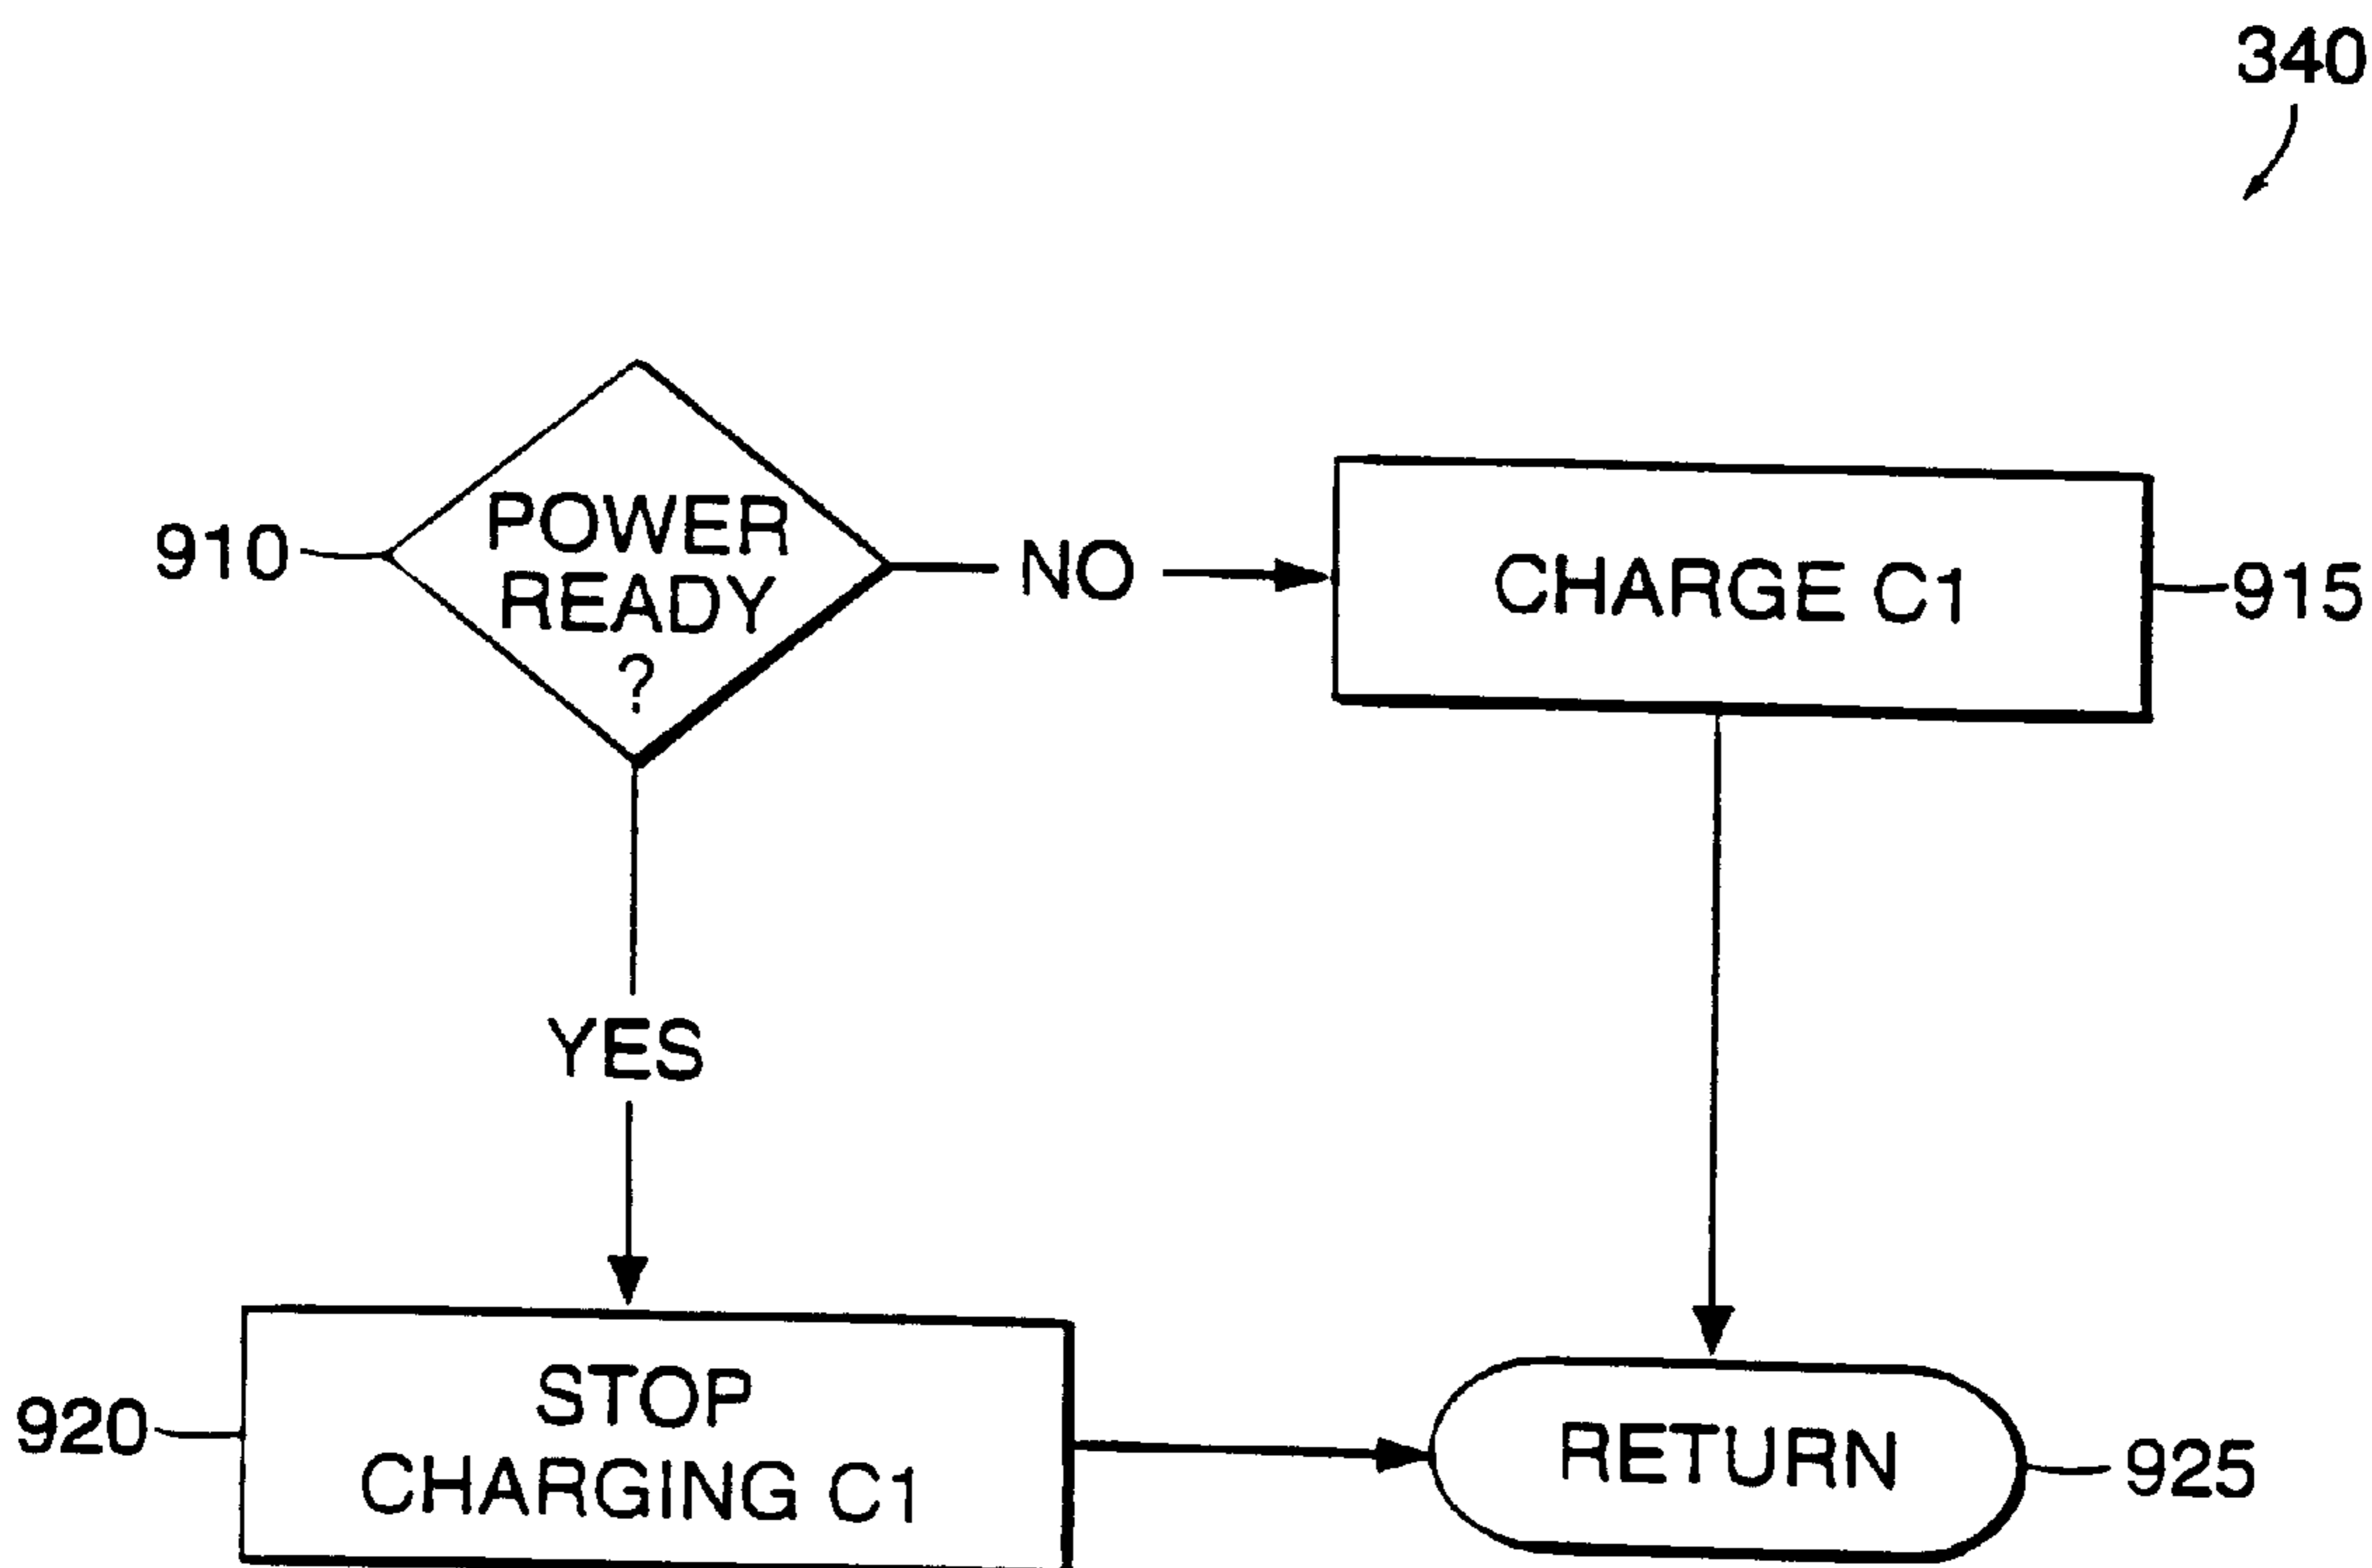 340
910
POWER
READY
?
NO
CHARGE C1
915
YES
920
STOP
CHARGING C1
RETURN
925